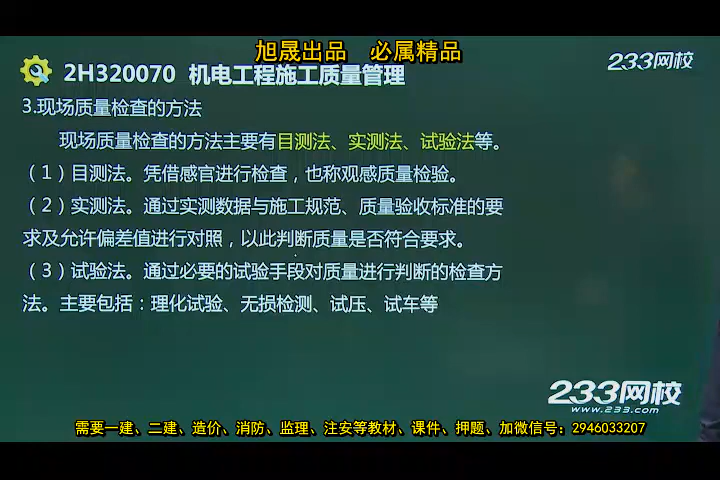 旭晟出品 必属精品
2H320070 机电工程施工质量管理
233网校
3.现场质量检查的方法
现场质量检查的方法主要有目测法、实测法、试验法等。
（1）目测法。凭借感官进行检查，也称观感质量检验。
（2）实测法。通过实测数据与施工规范、质量验收标准的要
求及允许偏差值进行对照，以此判断质量是否符合要求。
（3）试验法。通过必要的试验手段对质量进行判断的检查方
法。主要包括：理化试验、无损检测、试压、试车等
233网校
www.233.com
需要一建、二建、造价、消防、监理、注安等教材、课件、押题、加微信号：2946033207